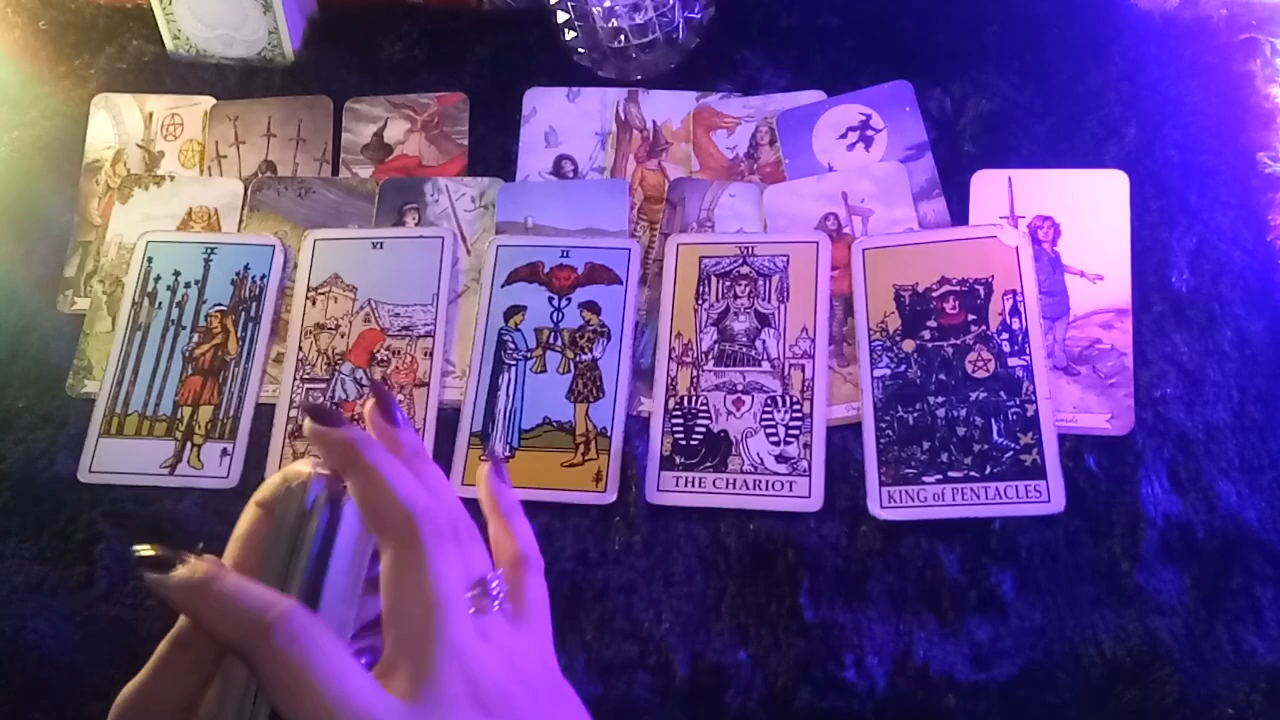 IX
VI
II
VII
THE CHARIOT
KING of PENTACLES